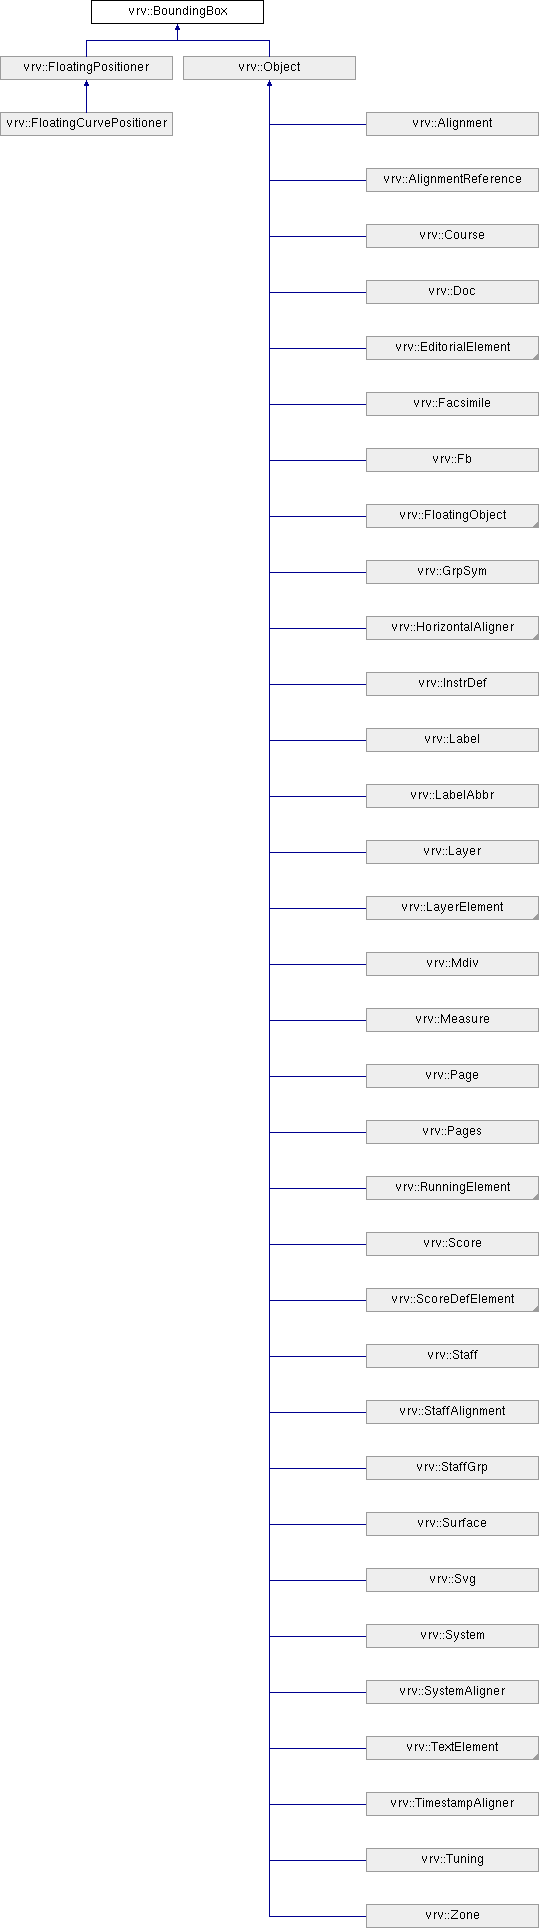 vrv::BoundingBox
vrv::FloatingPositioner
vrv::Object
vrv::FloatingCurvePositioner
vrv::Alignment
vrv::AlignmentReference
vrv::Course
vrv::Doc
vrv::EditorialElement
vrv::Facsimile
vrv::Fb
vrv::FloatingObject
vrv::GrpSym
vrv::HorizontalAligner
vrv::InstrDef
vrv::Label
vrv::LabelAbbr
vrv::Layer
vrv::LayerElement
vrv::Mdiv
vrv::Measure
vrv::Page
vrv::Pages
vrv::RunningElement
vrv::Score
vrv::ScoreDefElement
vrv::Staff
vrv::StaffAlignment
vrv::StaffGrp
vrv::Surface
vrv::Svg
vrv::System
vrv::SystemAligner
vrv::TextElement
vrv::TimestampAligner
vrv::Tuning
vrv::Zone